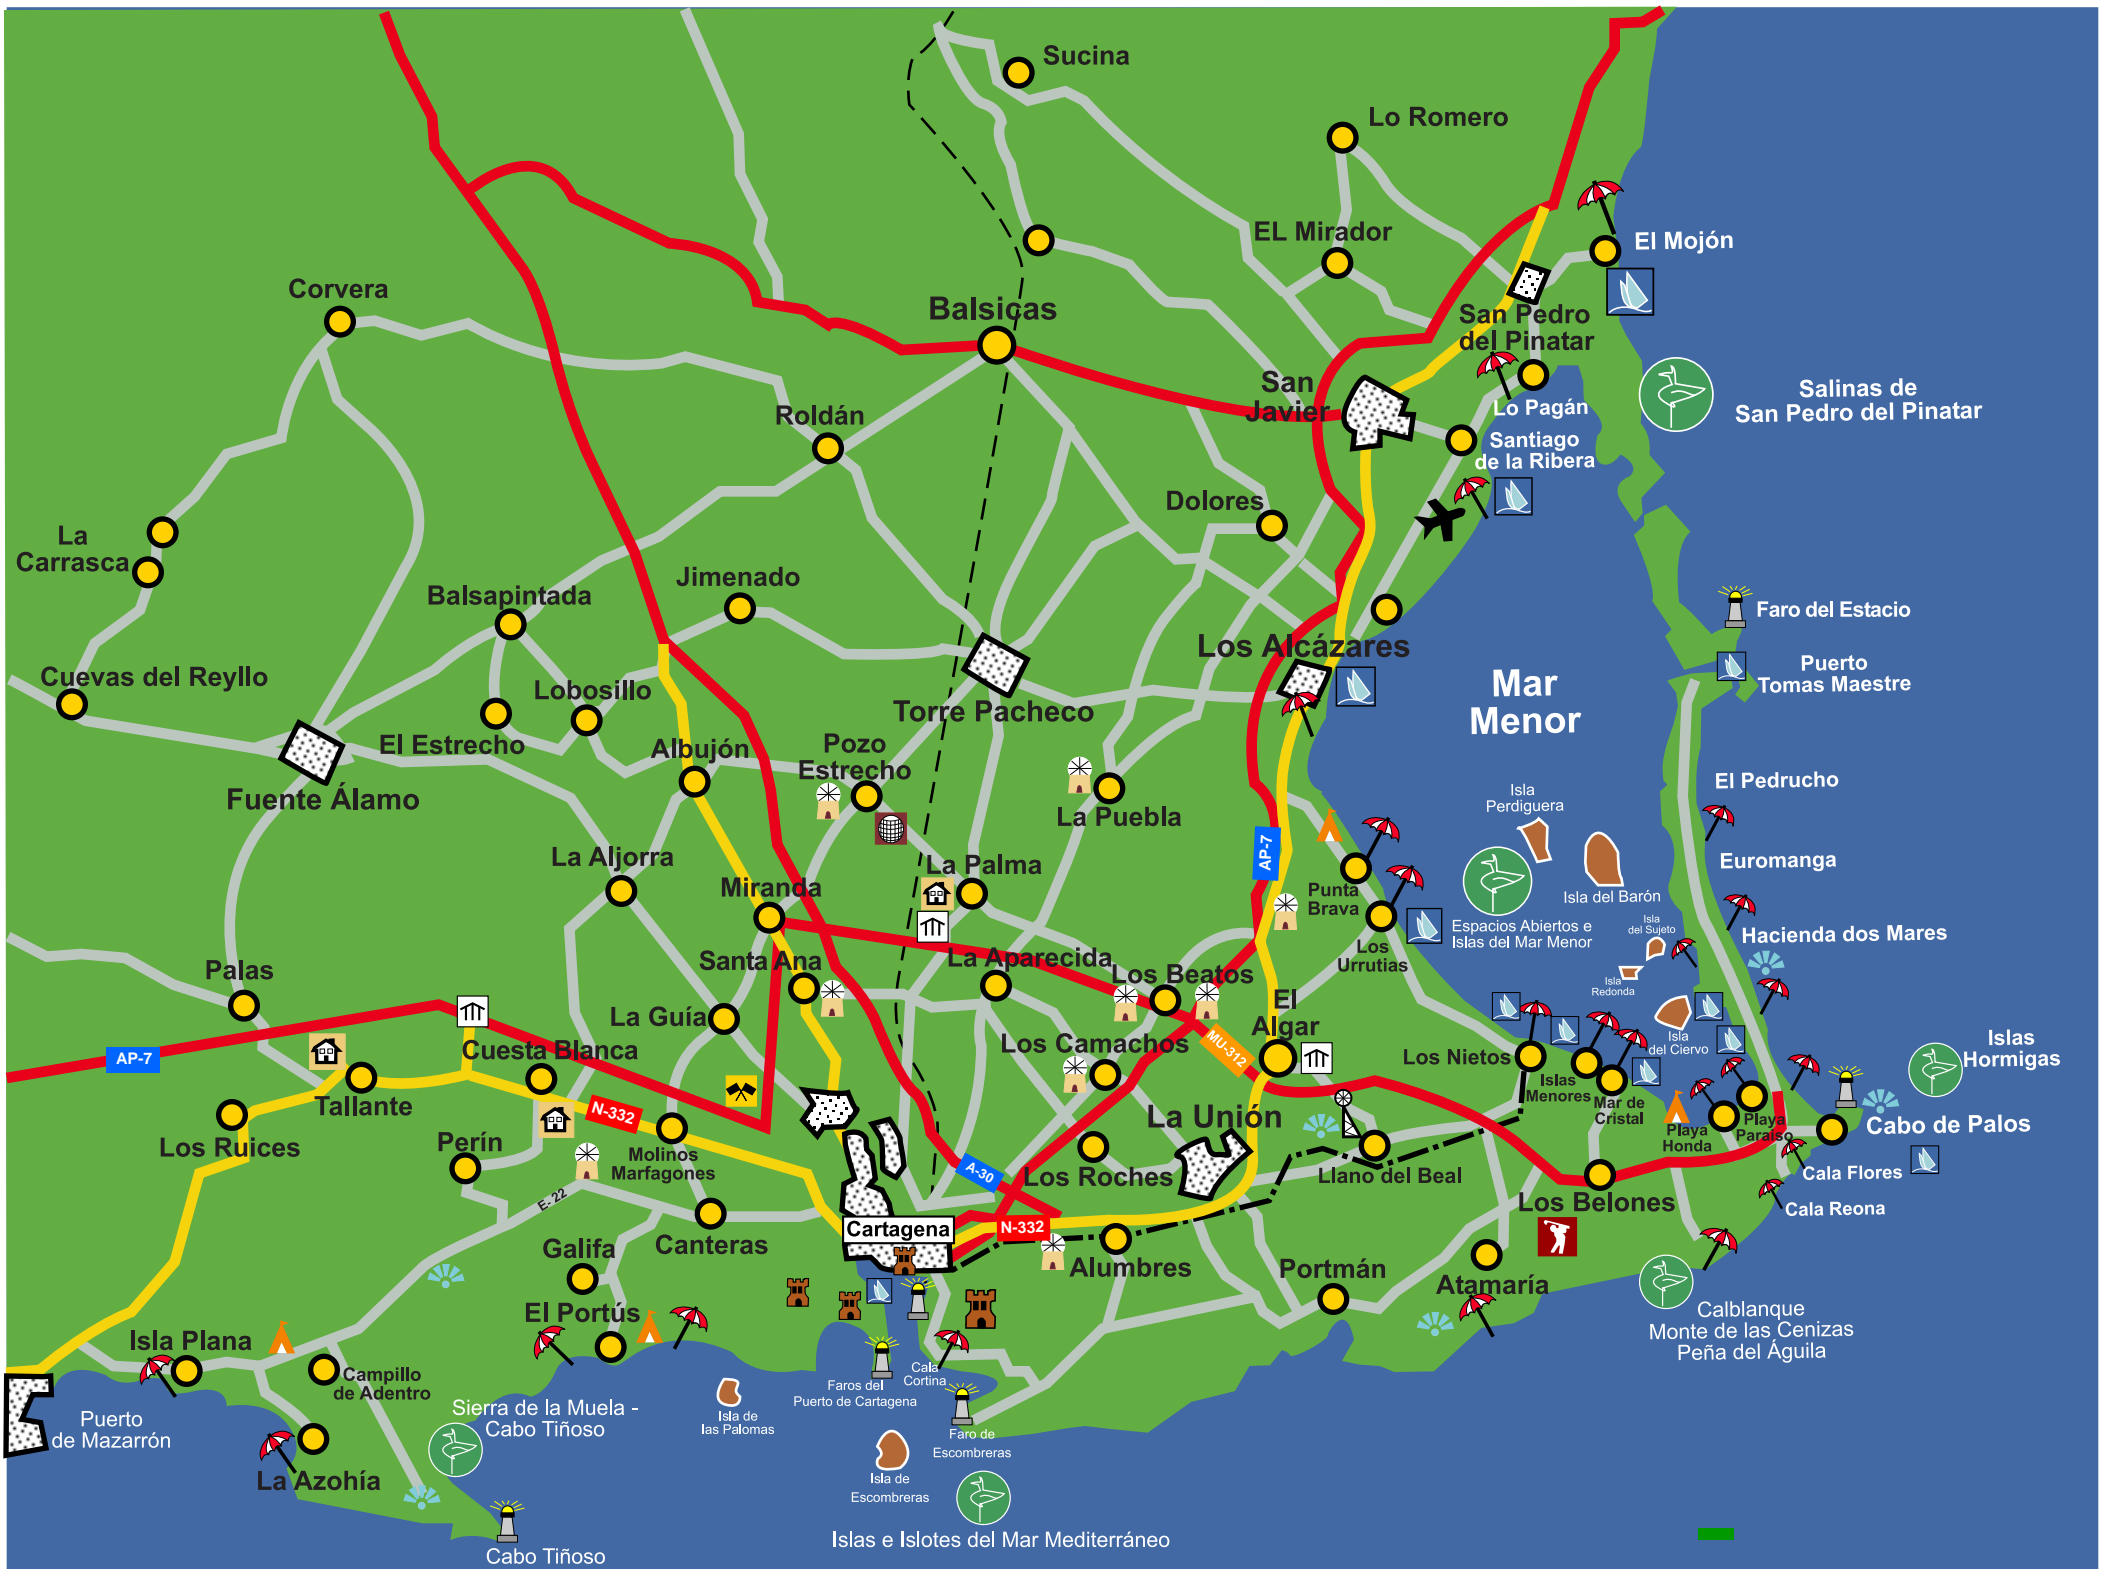 Sucina
Lo Romero
EL Mirador
El Mojón
Corvera
Balsicas
San Pedro
del Pinatar
San
Javier
Salinas de
San Pedro del Pinatar
Roldán
Lo Pagán
Santiago
de la Ribera
Dolores
La
Carrasca
Jimenado
Balsapintada
Faro del Estacio
Los Alcázares
Cuevas del Reyllo
Lobosillo
Puerto
Tomas Maestre
Mar
Menor
Torre Pacheco
El Estrecho
Albujón
Pozo
Estrecho
Fuente Álamo
La Puebla
El Pedrucho
Isla
Perdiguera
AP-7
La Aljorra
La Palma
Euromanga
Miranda
Punta
Brava
Isla del Barón
Espacios Abiertos e
Islas del Mar Menor
Isla
del Sujeto
Hacienda dos Mares
Los
Urrutias
Santa Ana
La Aparecida
Los Beatos
Palas
Isla
Redonda
El
Algar
La Guía
MU-312
Los Camachos
Los Nietos
Isla
del Ciervo
Islas
Hormigas
AP-7
Cuesta Blanca
Tallante
Islas
Menores
Mar de
Cristal
N-332
Los Ruices
La Unión
Playa
Honda
Playa
Paraiso
Cabo de Palos
Perín
Molinos
Marfagones
A-30
Los Roches
Llano del Beal
Cala Flores
E- 22
Los Belones
Cala Reona
Cartagena
N-332
Canteras
Galifa
Alumbres
Portmán
Atamaría
El Portús
Calblanque
Monte de las Cenizas
Peña del Águila
Isla Plana
Campillo
de Adentro
Cala
Cortina
Faros del
Puerto de Cartagena
Puerto
de Mazarrón
Sierra de la Muela -
Cabo Tiñoso
Isla de
las Palomas
Faro de
Escombreras
La Azohía
Isla de
Escombreras
Islas e Islotes del Mar Mediterráneo
Cabo Tiñoso